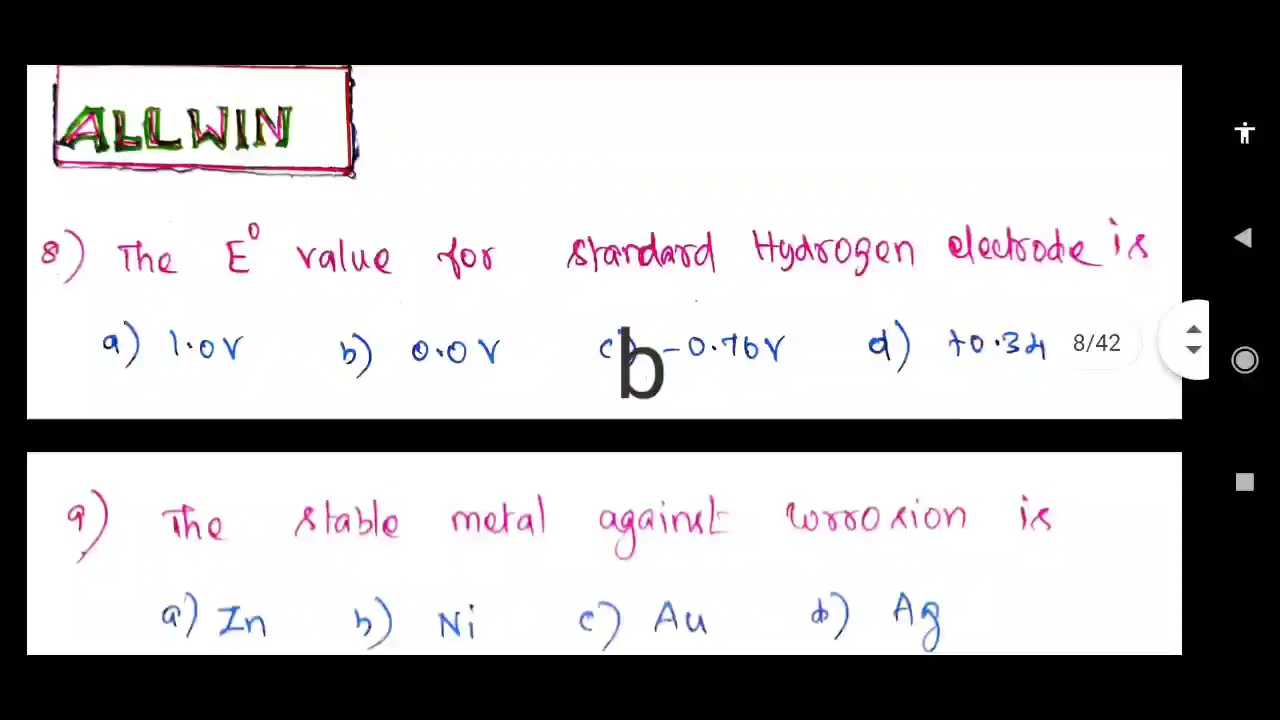 ALLWIN
8) The E° value for standard Hydrogen electrode is
a) 1.0V b) 0.0V c) -0.76V d) +0.34
8/42
b
9) The stable metal against corrosion is
a) Zn b) Ni c) Au d) Ag